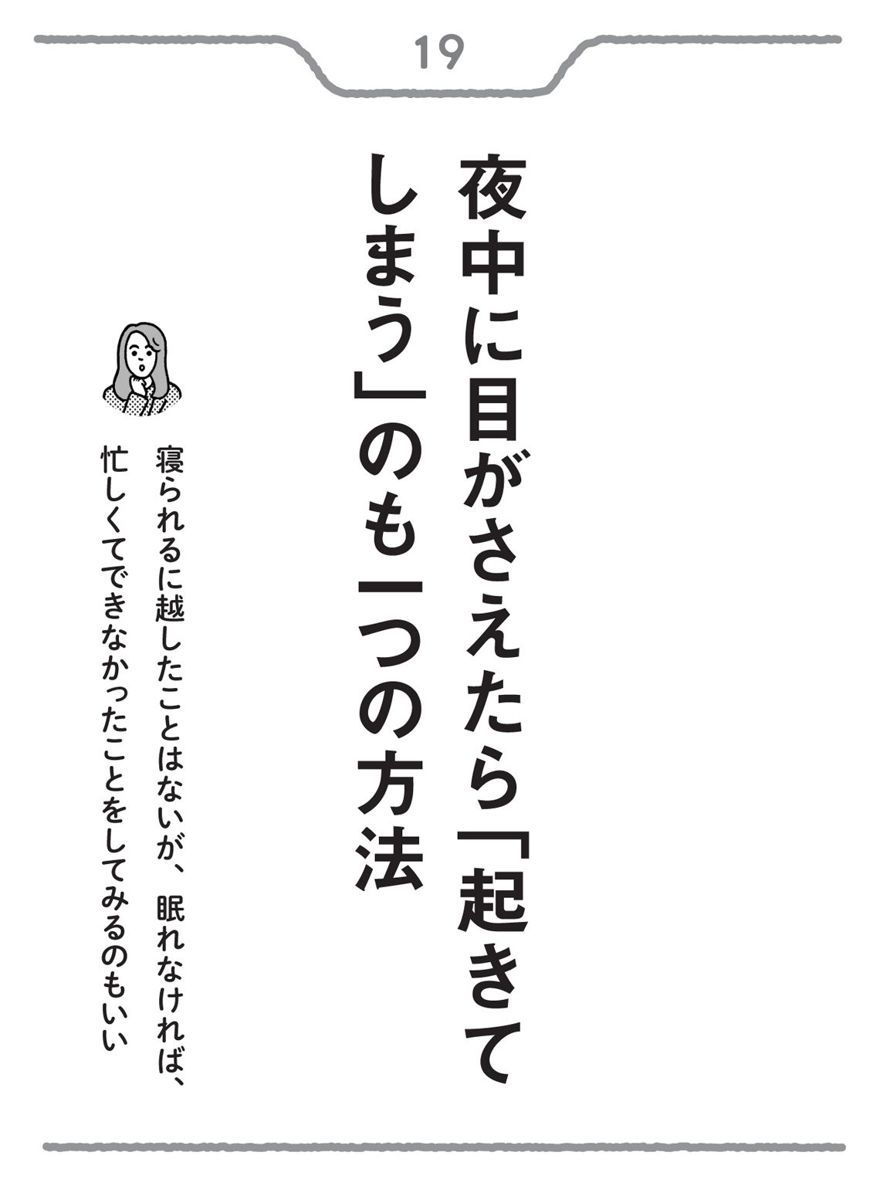 19
夜中に目がさえたら「起きて
しまう」のも一つの方法
寝られるに越したことはないが、眠れなければ、
忙しくてできなかったことをしてみるのもいい